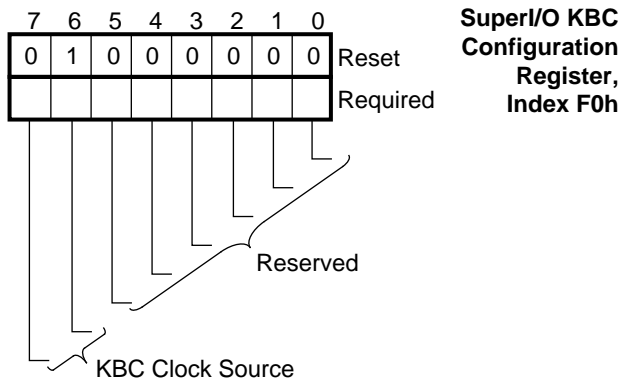 7 6 5 4 3 2 1 0
0 1 0 0 0 0 0 0 Reset
Required
SuperI/O KBC
Configuration
Register,
Index F0h
Reserved
KBC Clock Source